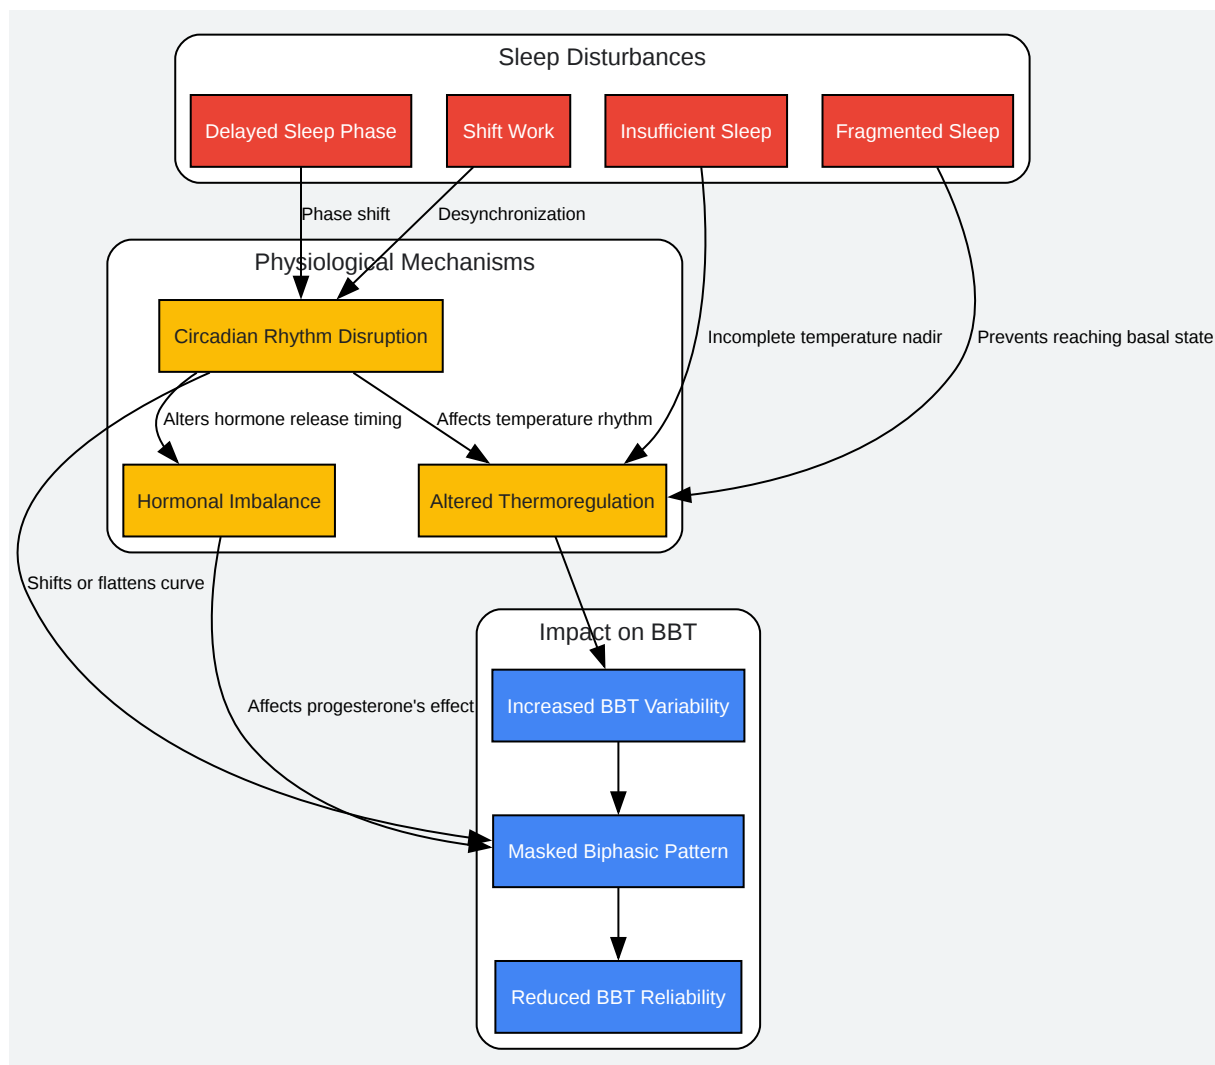 Sleep Disturbances
Delayed Sleep Phase
Shift Work
Insufficient Sleep
Fragmented Sleep
Phase shift
Desynchronization
Physiological Mechanisms
Circadian Rhythm Disruption
Incomplete temperature nadir
Prevents reaching basal state
Alters hormone release timing
Affects temperature rhythm
Hormonal Imbalance
Altered Thermoregulation
Shifts or flattens curve
Impact on BBT
Affects progesterone's effect
Increased BBT Variability
Masked Biphasic Pattern
Reduced BBT Reliability